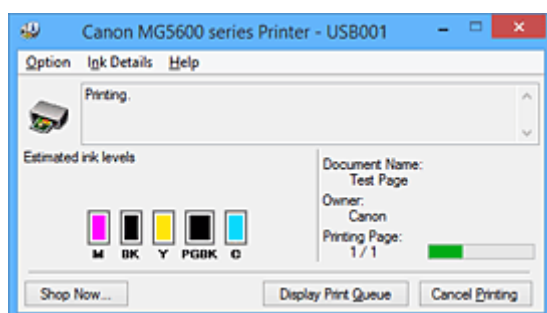 Canon MG5600 series Printer - USB001
Option Ink Details Help
Printing.
Estimated ink levels
Document Name:
Test Page
Owner:
Canon
Printing Page:
1 / 1
M BK Y PGBK C
Shop Now... Display Print Queue Cancel Printing